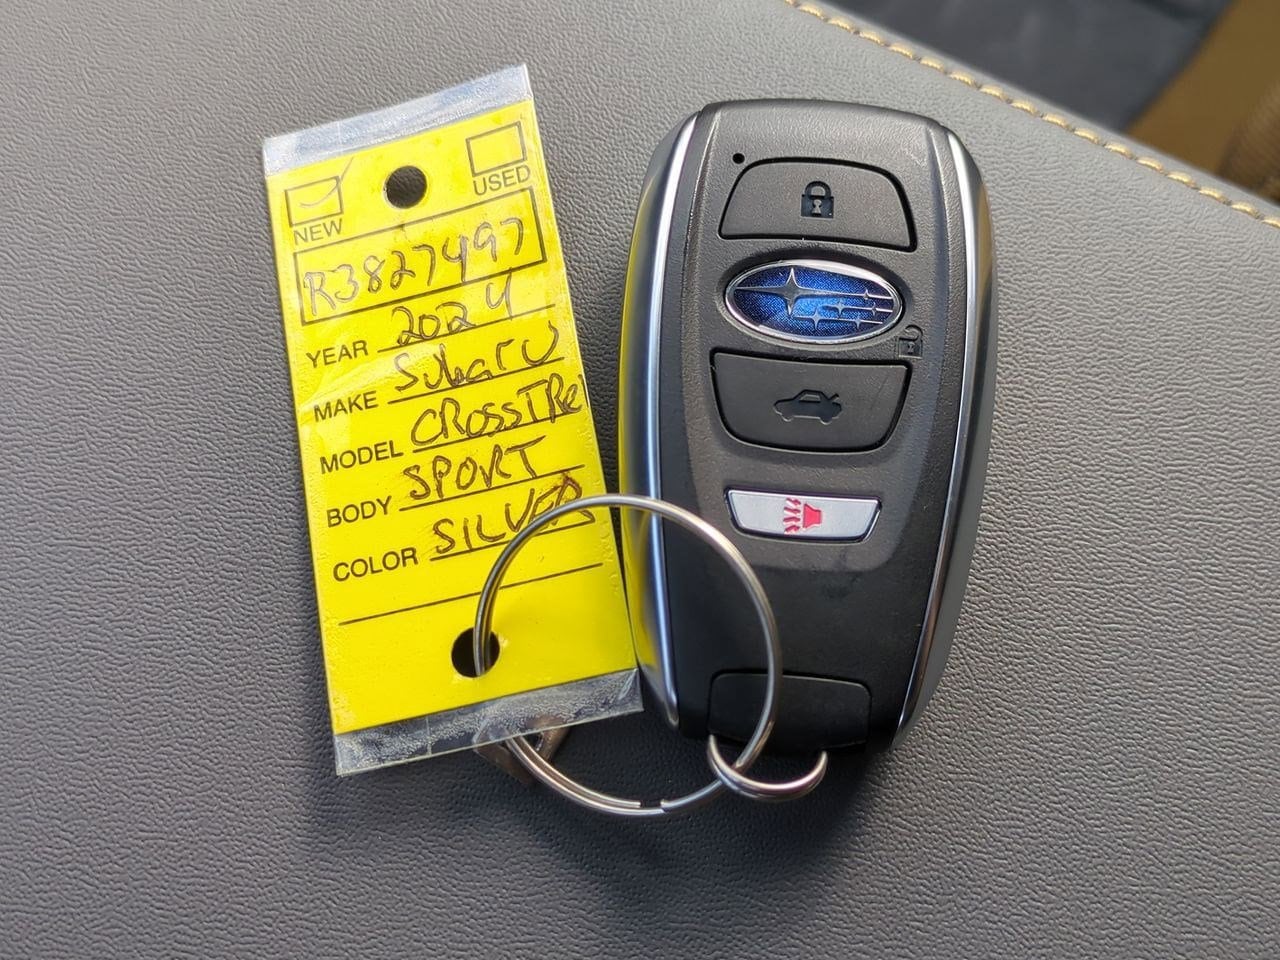 NEW USED
R3827497
YEAR 2024
MAKE Subaru
MODEL CROSSTRE
BODY SPORT
COLOR SILVER